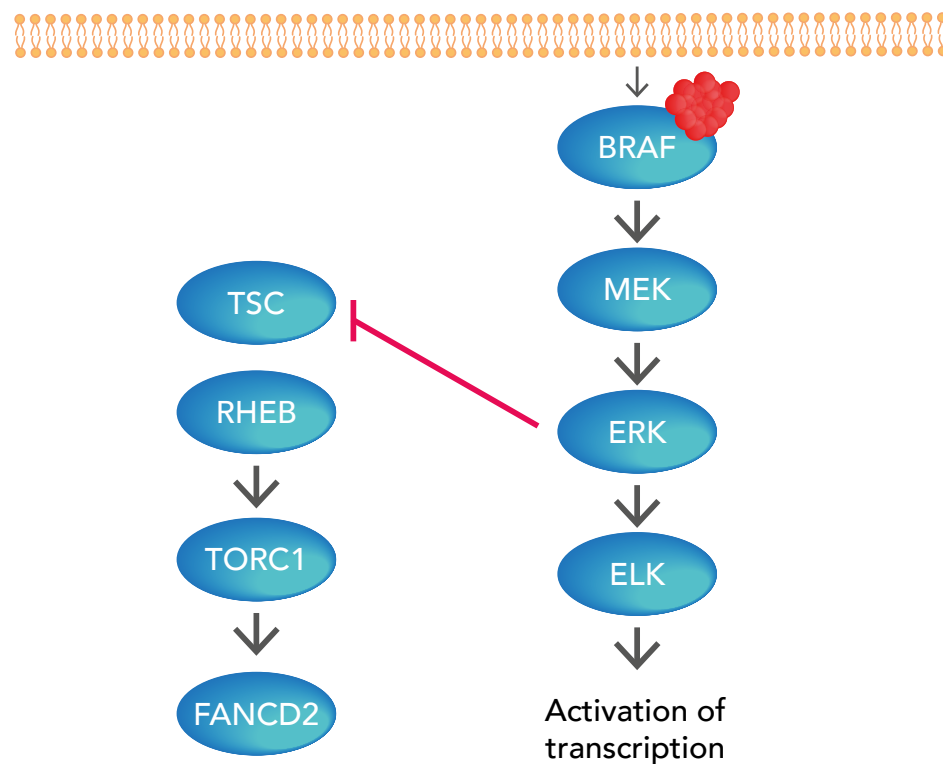 BRAF
MEK
TSC
RHEB
ERK
TORC1
ELK
FANCD2
Activation of
transcription